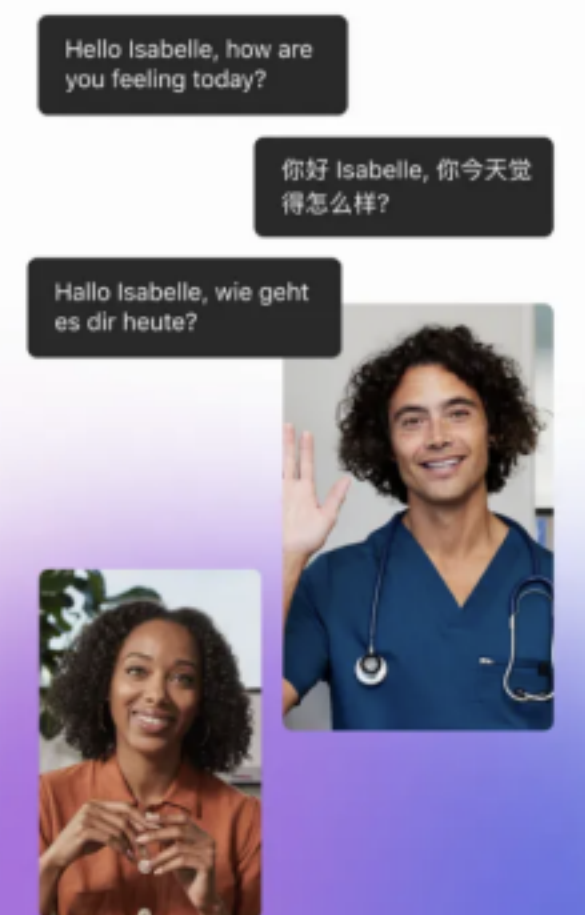 Hello Isabelle, how are
you feeling today?
你好 Isabelle, 你今天觉
得怎么样?
Hallo Isabelle, wie geht
es dir heute?